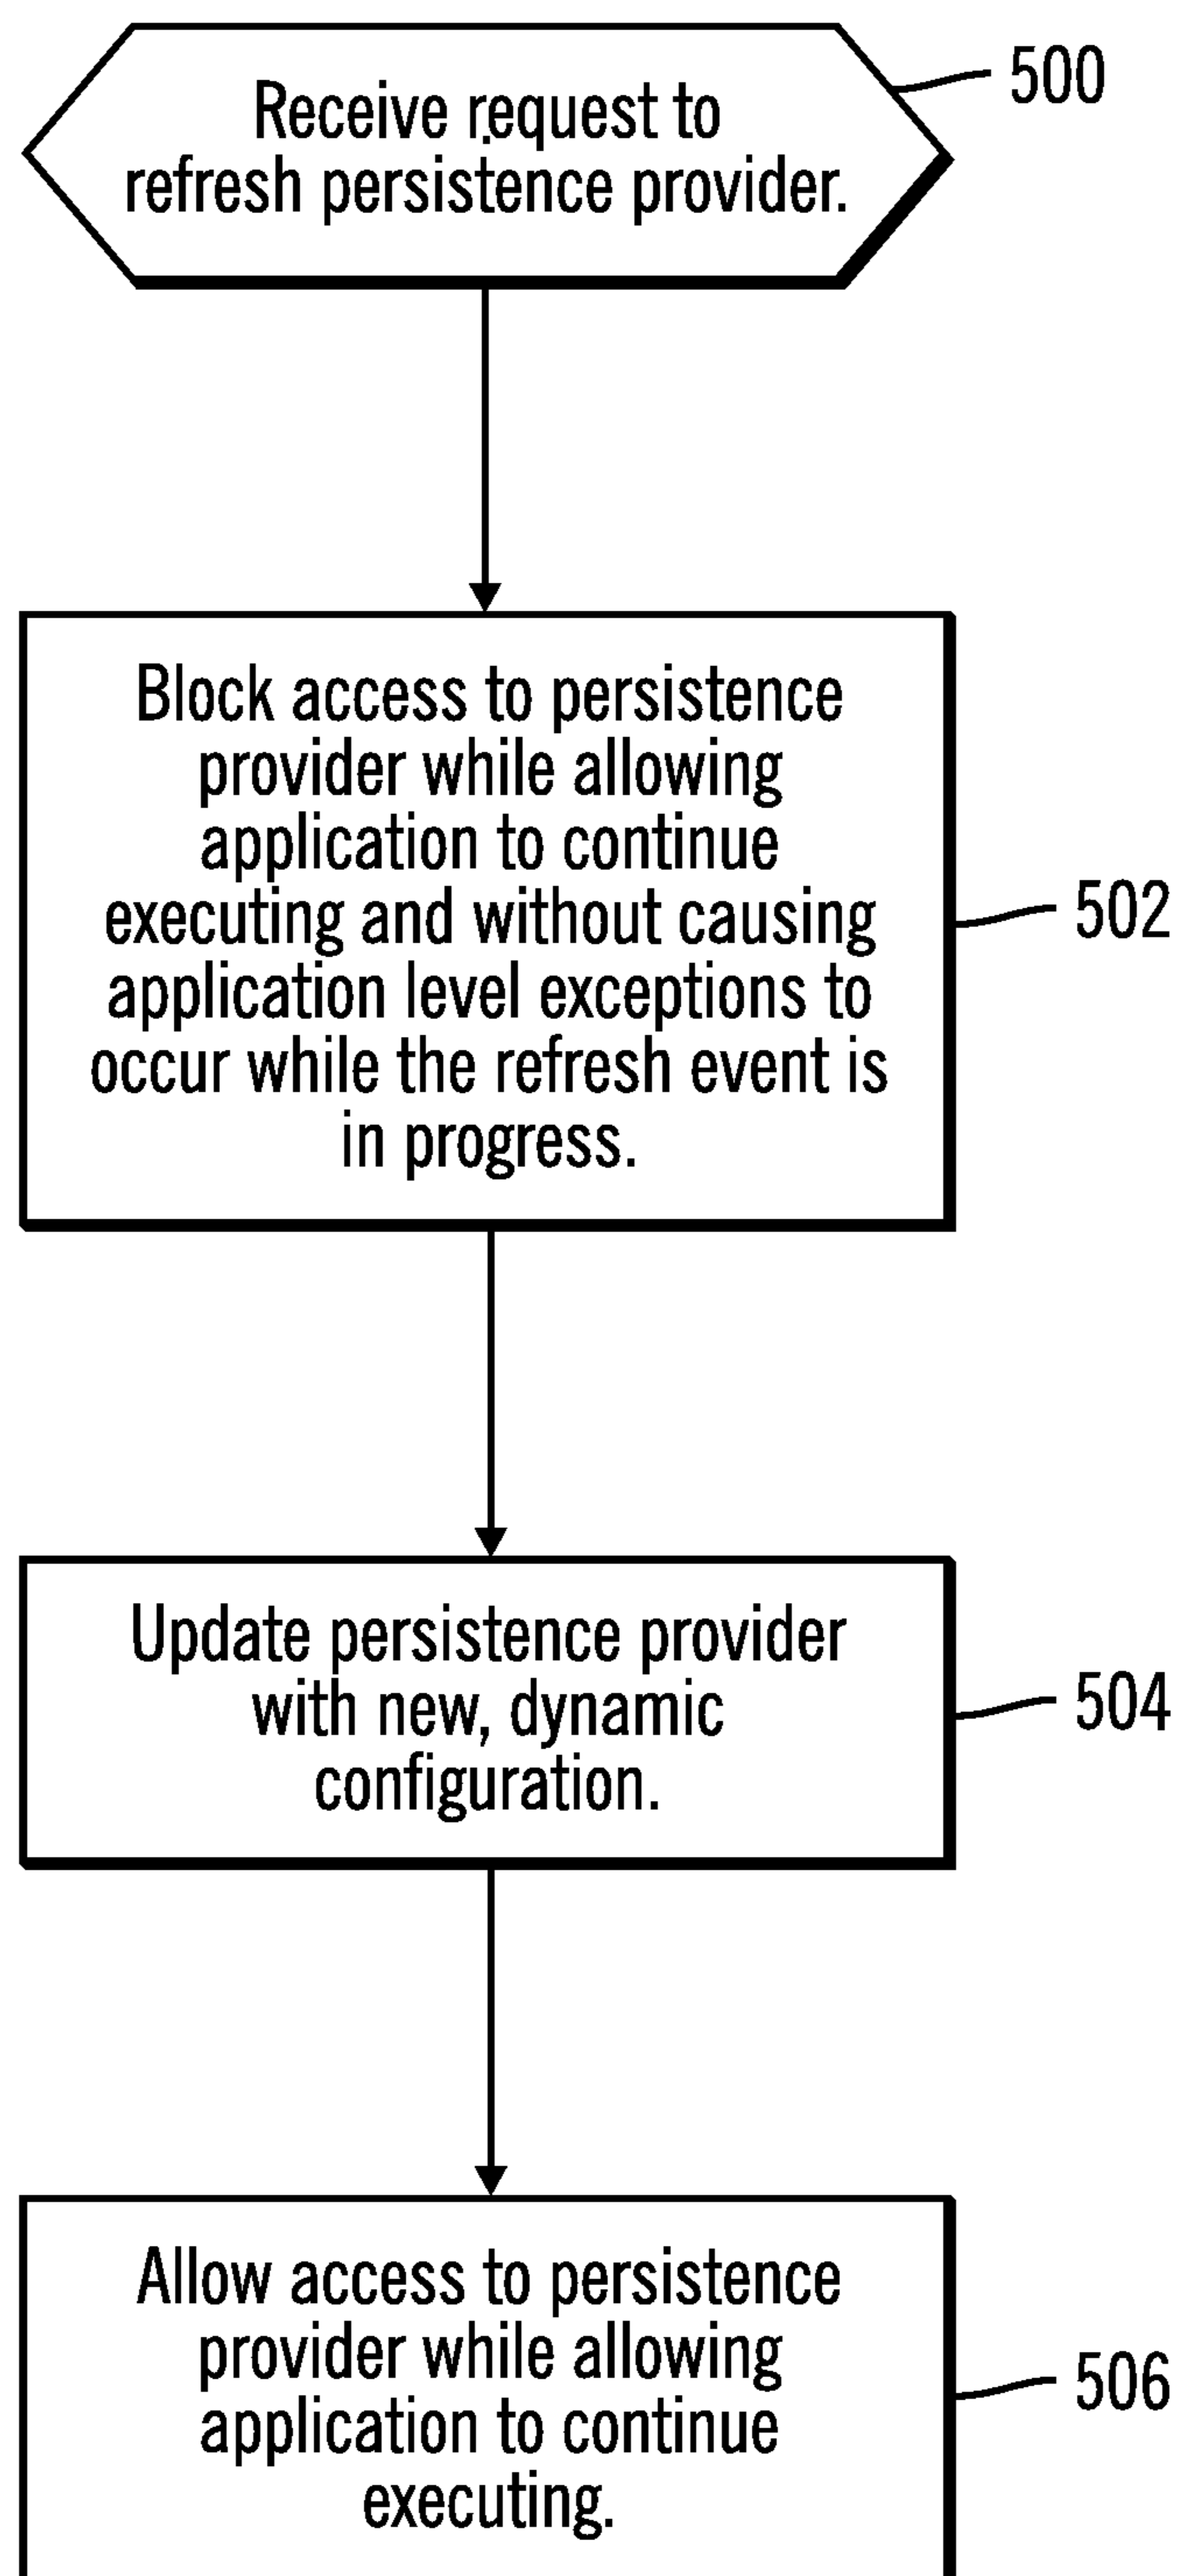 Receive request to
refresh persistence provider.
500
Block access to persistence
provider while allowing
application to continue
executing and without causing
application level exceptions to
occur while the refresh event is
in progress.
502
Update persistence provider
with new, dynamic
configuration.
504
Allow access to persistence
provider while allowing
application to continue
executing.
506